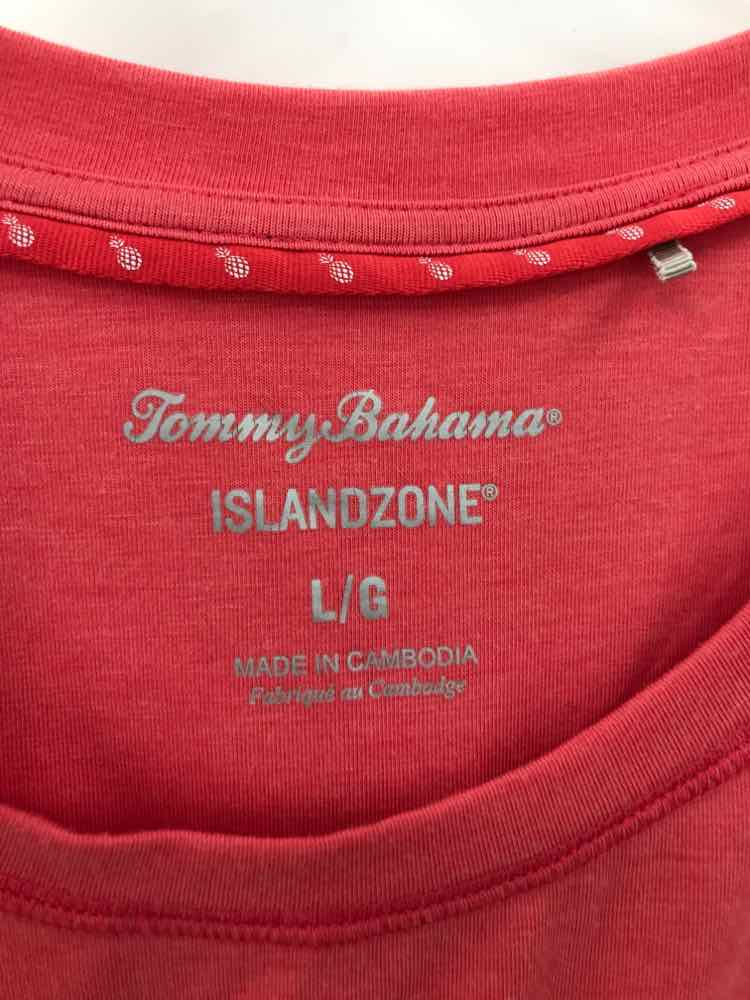 Tommy Bahama®
ISLANDZONE®
L/G
MADE IN CAMBODIA
Fabriqué au Cambodge